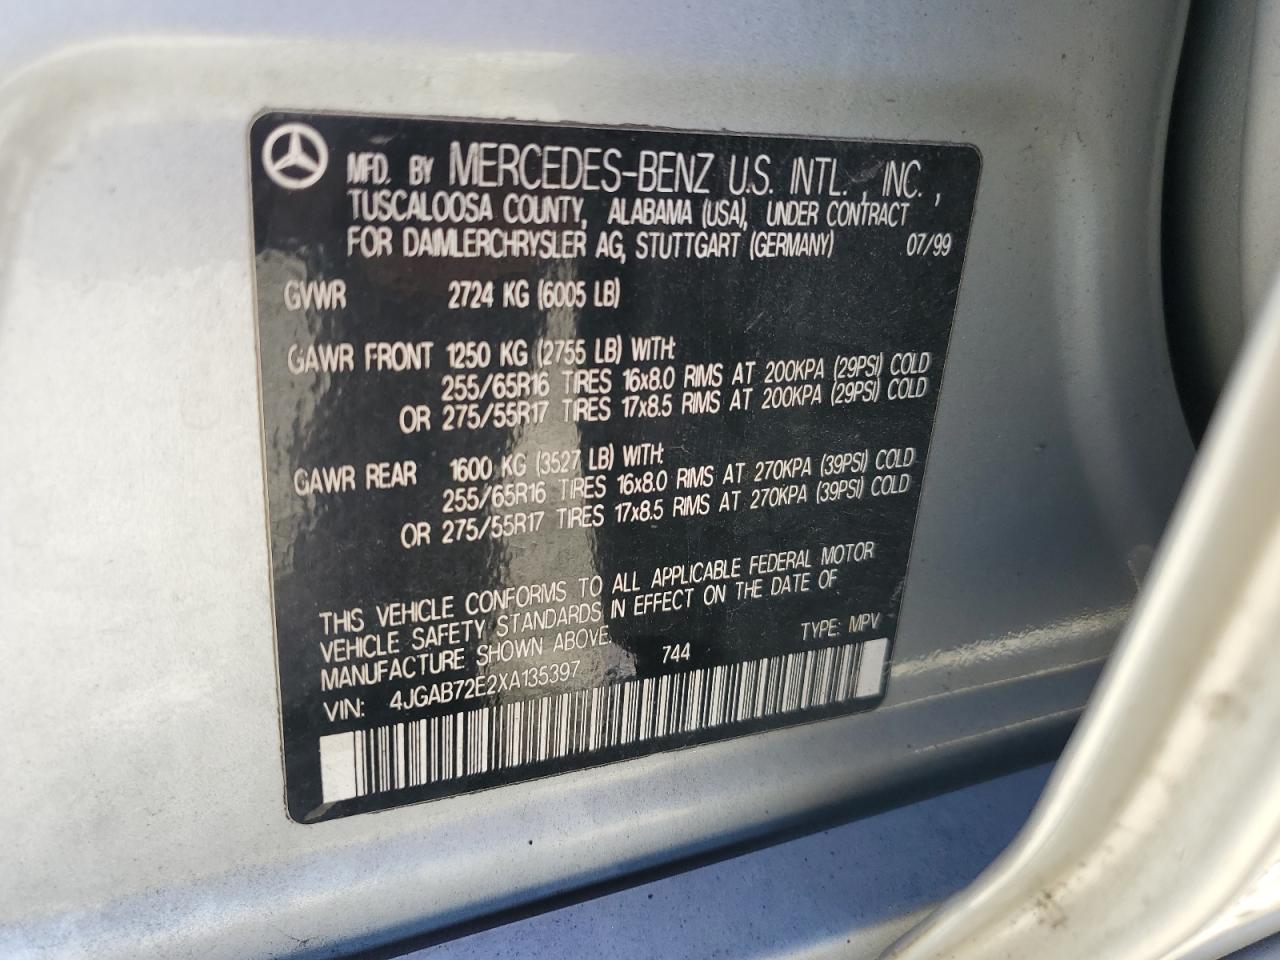 MFD. BY MERCEDES-BENZ U.S. INTL., INC.,
TUSCALOOSA COUNTY, ALABAMA (USA), UNDER CONTRACT
FOR DAIMLERCHRYSLER AG, STUTTGART (GERMANY) 07/99
GVWR 2724 KG (6005 LB)
GAWR FRONT 1250 KG (2755 LB) WITH:
255/65R16 TIRES 16x8.0 RIMS AT 200KPA (29PSI) COLD
OR 275/55R17 TIRES 17x8.5 RIMS AT 200KPA (29PSI) COLD
GAWR REAR 1600 KG (3527 LB) WITH:
255/65R16 TIRES 16x8.0 RIMS AT 270KPA (39PSI) COLD
OR 275/55R17 TIRES 17x8.5 RIMS AT 270KPA (39PSI) COLD
THIS VEHICLE CONFORMS TO ALL APPLICABLE FEDERAL MOTOR
VEHICLE SAFETY STANDARDS IN EFFECT ON THE DATE OF
MANUFACTURE SHOWN ABOVE. 744 TYPE: MPV
VIN: 4JGAB72E2XA135397